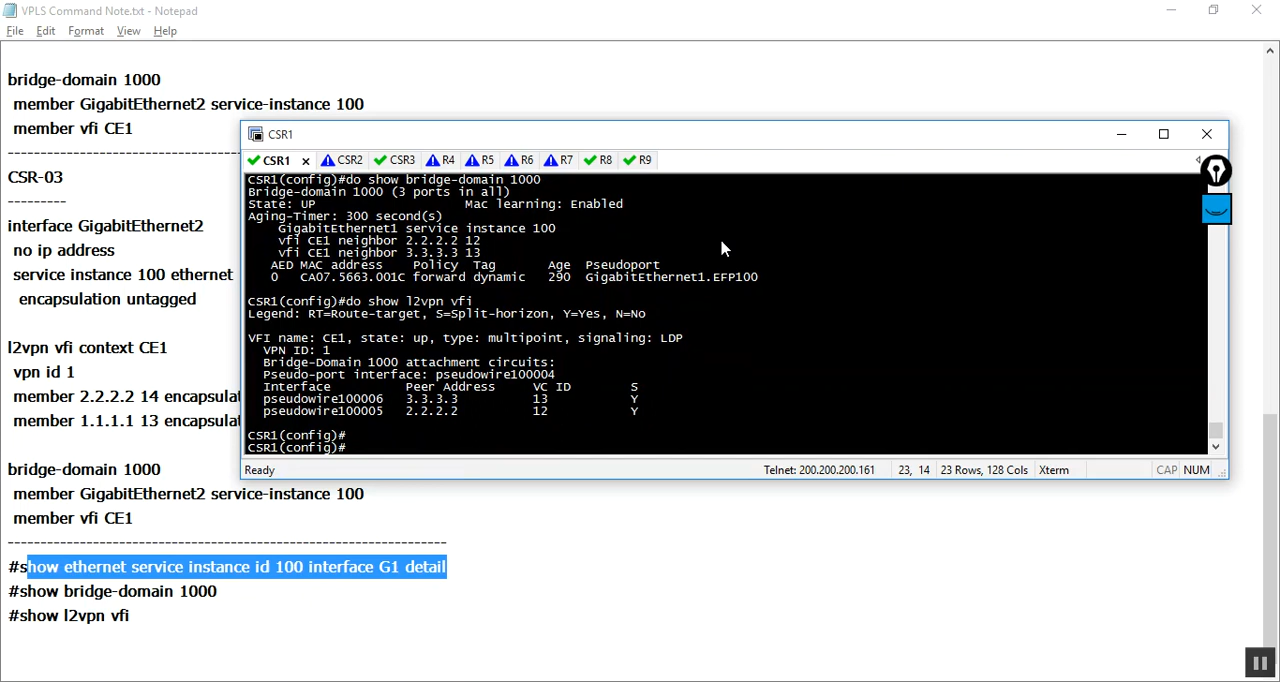 VPLS Command Note.txt - Notepad
File Edit Format View Help
bridge-domain 1000
member GigabitEthernet2 service-instance 100
member vfi CE1
--------------------------------
CSR-03
---------
interface GigabitEthernet2
no ip address
service instance 100 ethernet
encapsulation untagged
l2vpn vfi context CE1
vpn id 1
member 2.2.2.2 14 encapsulat
member 1.1.1.1 13 encapsulat
bridge-domain 1000
member GigabitEthernet2 service-instance 100
member vfi CE1
------------------------------------------------------------
#show ethernet service instance id 100 interface G1 detail
#show bridge-domain 1000
#show l2vpn vfi
CSR1
CSR1 x CSR2 CSR3 R4 R5 R6 R7 R8 R9
CSR1(config)#do show bridge-domain 1000
Bridge-domain 1000 (3 ports in all)
State: UP Mac learning: Enabled
Aging-Timer: 300 second(s)
GigabitEthernet1 service instance 100
vfi CE1 neighbor 2.2.2.2 12
vfi CE1 neighbor 3.3.3.3 13
AED MAC address Policy Tag Age Pseudoport
0 CA07.5663.001C forward dynamic 290 GigabitEthernet1.EFP100
CSR1(config)#do show l2vpn vfi
Legend: RT=Route-target, S=Split-horizon, Y=Yes, N=No
VFI name: CE1, state: up, type: multipoint, signaling: LDP
VPN ID: 1
Bridge-Domain 1000 attachment circuits:
Pseudo-port interface: pseudowire100004
Interface Peer Address VC ID S
pseudowire100006 3.3.3.3 13 Y
pseudowire100005 2.2.2.2 12 Y
CSR1(config)#
CSR1(config)#
Ready Telnet: 200.200.200.161 23, 14 23 Rows, 128 Cols Xterm CAP NUM